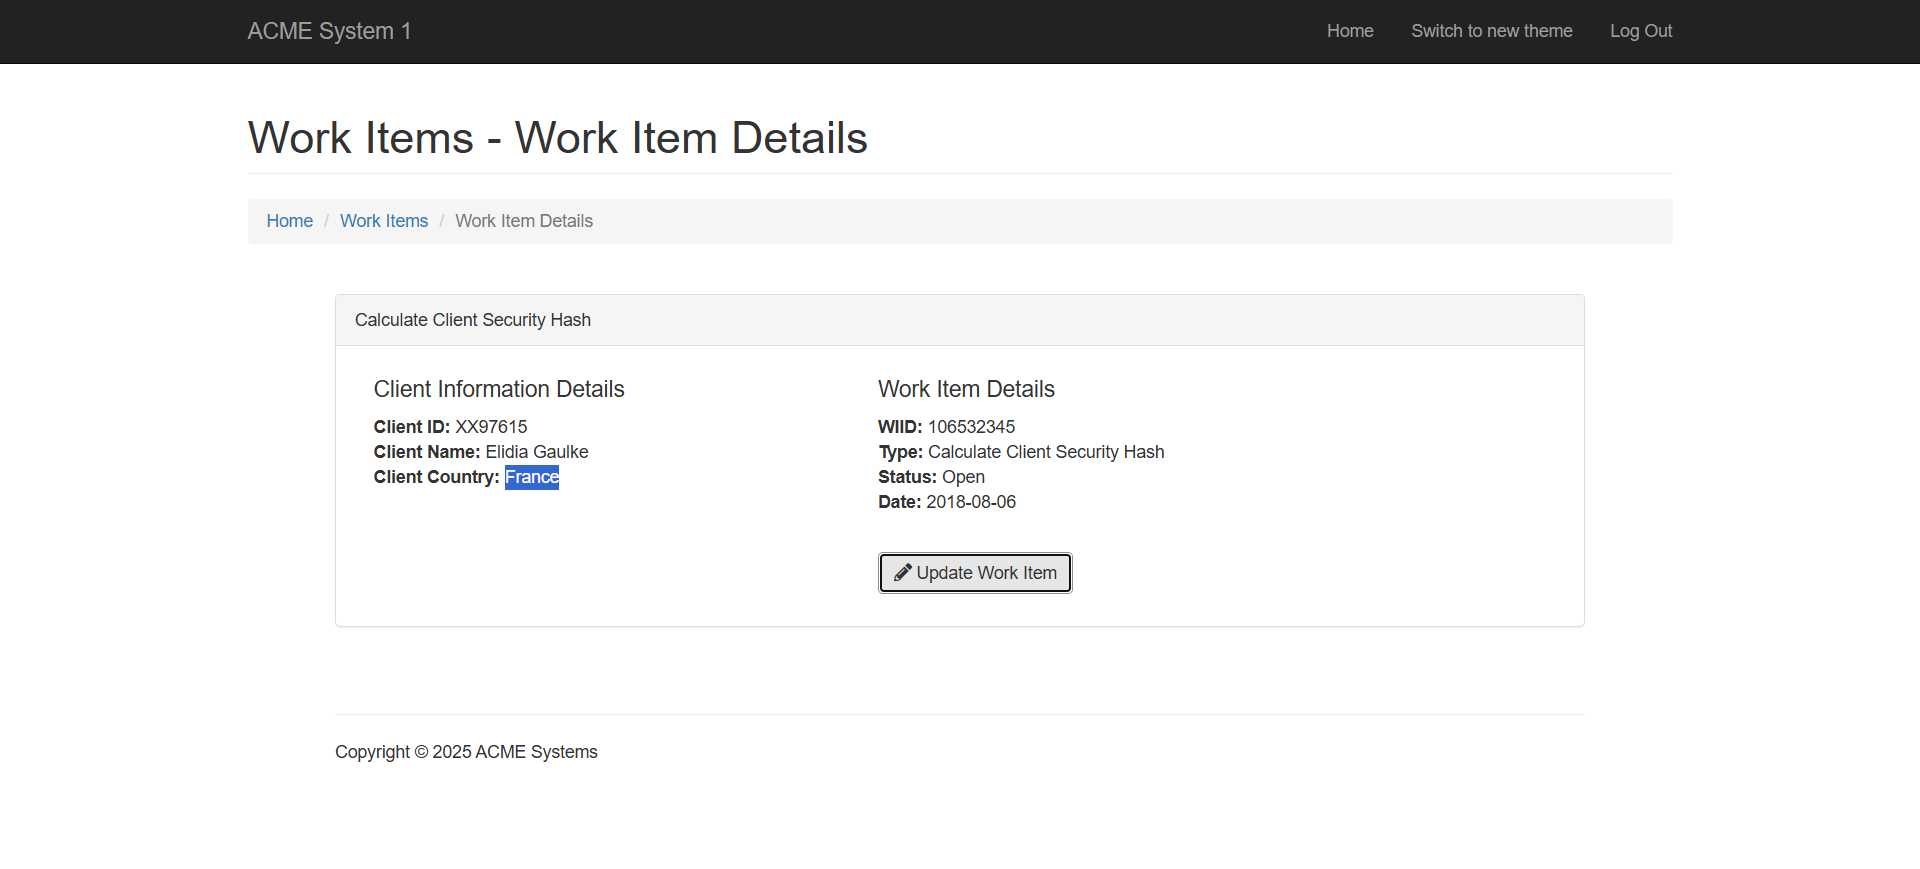 ACME System 1
Home Switch to new theme Log Out
Work Items - Work Item Details
Home / Work Items / Work Item Details
Calculate Client Security Hash
Client Information Details
Client ID: XX97615
Client Name: Elidia Gaulke
Client Country: France
Work Item Details
WIID: 106532345
Type: Calculate Client Security Hash
Status: Open
Date: 2018-08-06
Update Work Item
Copyright © 2025 ACME Systems